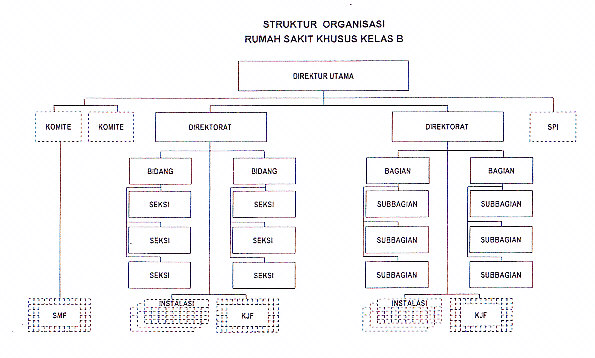 STRUKTUR ORGANISASI
RUMAH SAKIT KHUSUS KELAS B
DIREKTUR UTAMA
KOMITE
KOMITE
DIREKTORAT
DIREKTORAT
SPI
BIDANG
BIDANG
BAGIAN
BAGIAN
SEKSI
SEKSI
SUBBAGIAN
SUBBAGIAN
SEKSI
SEKSI
SUBBAGIAN
SUBBAGIAN
SEKSI
SEKSI
SUBBAGIAN
SUBBAGIAN
SMF
INSTALASI
KJF
INSTALASI
KJF